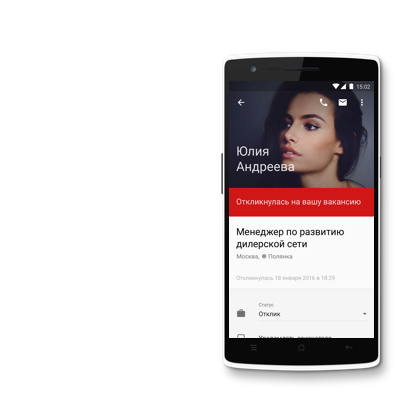 15:02
Юлия
Андреева
Откликнулась на вашу вакансию
Менеджер по развитию
дилерской сети
Москва, Полянка
Откликнулась 18 января 2016 в 18:29
Статус
Отклик